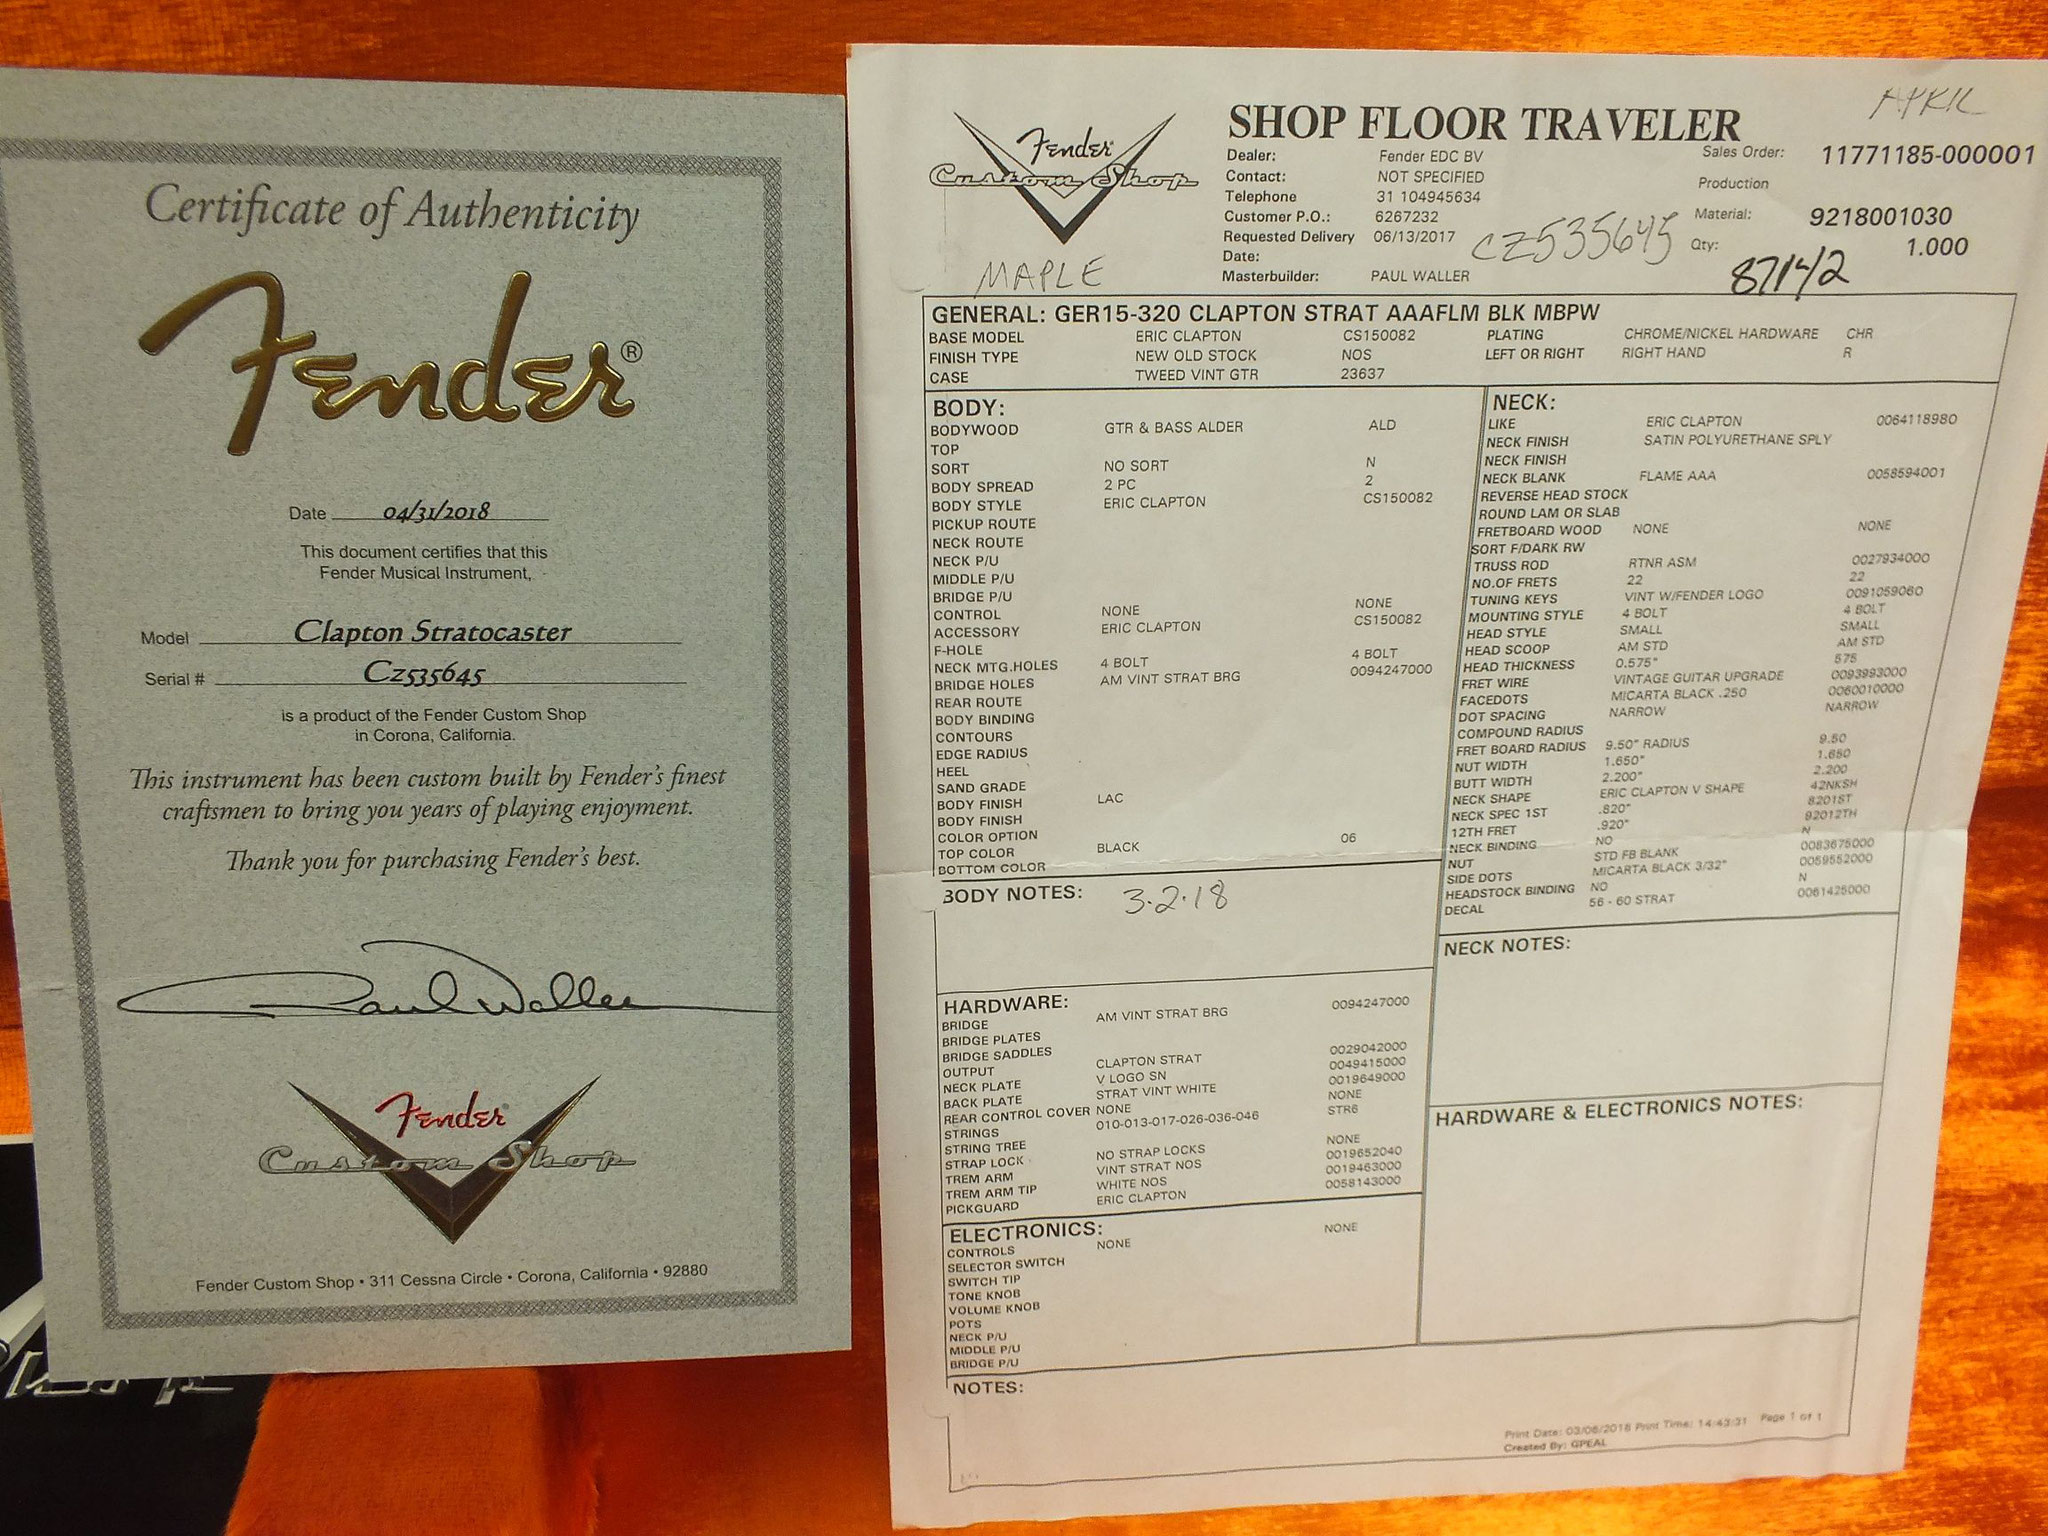 Certificate of Authenticity
Fender®
Date 04/31/2018
This document certifies that this
Fender Musical Instrument,
Model Clapton Stratocaster
Serial # Cz535645
is a product of the Fender Custom Shop
in Corona, California.
This instrument has been custom built by Fender's finest
craftsmen to bring you years of playing enjoyment.
Thank you for purchasing Fender's best.
Paul Waller
Fender
Custom Shop
Fender Custom Shop • 311 Cessna Circle • Corona, California • 92880
APRIL
Fender
Custom Shop
MAPLE
SHOP FLOOR TRAVELER
Dealer: Fender EDC BV
Contact: NOT SPECIFIED
Telephone 31 104945634
Customer P.O.: 6267232
Requested Delivery 06/13/2017
Date:
Masterbuilder: PAUL WALLER
CZ535645
Sales Order: 11771185-000001
Production
Material: 9218001030
Qty: 1.000
GENERAL: GER15-320 CLAPTON STRAT AAAFLM BLK MBPW
BASE MODEL ERIC CLAPTON CS150082 PLATING CHROME/NICKEL HARDWARE CHR
FINISH TYPE NEW OLD STOCK NOS LEFT OR RIGHT RIGHT HAND R
CASE TWEED VINT GTR 23637
BODY:
BODYWOOD GTR & BASS ALDER ALD
TOP
SORT NO SORT N
BODY SPREAD 2 PC 2
BODY STYLE ERIC CLAPTON CS150082
PICKUP ROUTE
NECK ROUTE
NECK P/U
MIDDLE P/U
BRIDGE P/U
CONTROL NONE NONE
ACCESSORY ERIC CLAPTON CS150082
F-HOLE
NECK MTG.HOLES 4 BOLT 4 BOLT
BRIDGE HOLES AM VINT STRAT BRG 0094247000
REAR ROUTE
BODY BINDING
CONTOURS
EDGE RADIUS
HEEL
SAND GRADE
BODY FINISH LAC
BODY FINISH
COLOR OPTION
TOP COLOR BLACK 06
BOTTOM COLOR
BODY NOTES: 3.2.18
NECK:
LIKE ERIC CLAPTON 0064118980
NECK FINISH SATIN POLYURETHANE SPLY
NECK FINISH
NECK BLANK FLAME AAA 0058594001
REVERSE HEAD STOCK
ROUND LAM OR SLAB
FRETBOARD WOOD NONE NONE
SORT F/DARK RW
TRUSS ROD RTNR ASM 0027934000
NO.OF FRETS 22 22
TUNING KEYS VINT W/FENDER LOGO 0091059060
MOUNTING STYLE 4 BOLT 4 BOLT
HEAD STYLE SMALL SMALL
HEAD SCOOP AM STD AM STD
HEAD THICKNESS 0.575" 575
FRET WIRE VINTAGE GUITAR UPGRADE 0093993000
FACEDOTS MICARTA BLACK .250 0060010000
DOT SPACING NARROW NARROW
COMPOUND RADIUS
FRET BOARD RADIUS 9.50" RADIUS 9.50
NUT WIDTH 1.650" 1.650
BUTT WIDTH 2.200" 2.200
NECK SHAPE ERIC CLAPTON V SHAPE 42NKSH
NECK SPEC 1ST .820" 8201ST
12TH FRET .920" 92012TH
NECK BINDING NO N
NUT STD FB BLANK 0083675000
SIDE DOTS MICARTA BLACK 3/32" 0059552000
HEADSTOCK BINDING NO N
DECAL 56 - 60 STRAT 0061425000
NECK NOTES:
HARDWARE:
BRIDGE AM VINT STRAT BRG 0094247000
BRIDGE PLATES
BRIDGE SADDLES
OUTPUT CLAPTON STRAT 0029042000
NECK PLATE V LOGO SN 0049415000
BACK PLATE STRAT VINT WHITE 0019649000
REAR CONTROL COVER NONE NONE
STRINGS 010-013-017-026-036-046 STR6
STRING TREE
STRAP LOCK NO STRAP LOCKS NONE
TREM ARM VINT STRAT NOS 0019652040
TREM ARM TIP WHITE NOS 0019463000
PICKGUARD ERIC CLAPTON 0058143000
HARDWARE & ELECTRONICS NOTES:
ELECTRONICS:
CONTROLS NONE NONE
SELECTOR SWITCH
SWITCH TIP
TONE KNOB
VOLUME KNOB
POTS
NECK P/U
MIDDLE P/U
BRIDGE P/U
NOTES:
Print Date: 03/06/2018 Print Time: 14:43:31 Page 1 of 1
Created By: GPEAL